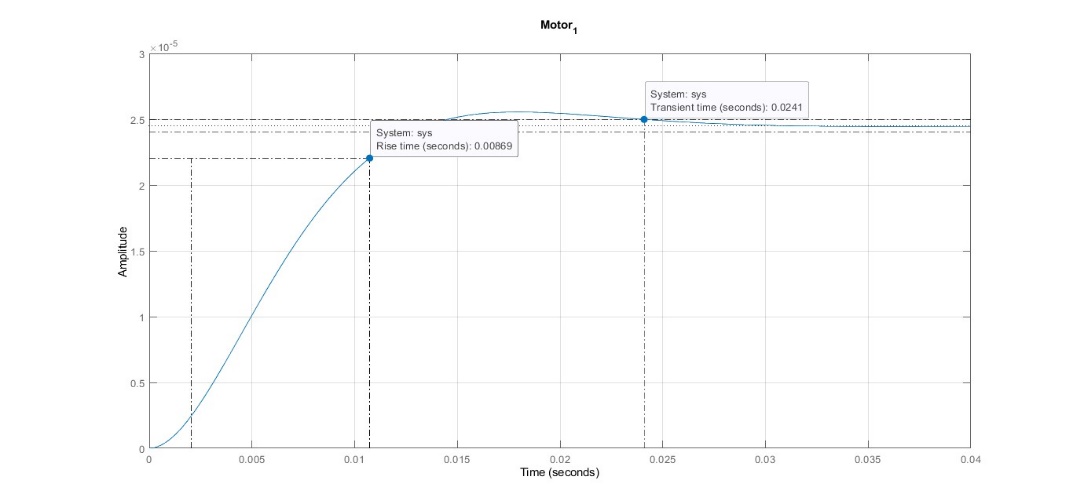 Motor1
× 10-5
3
System: sys
Transient time (seconds): 0.0241
2.5
System: sys
Rise time (seconds): 0.00869
2
1.5
Amplitude
1
0.5
0
0 0.005 0.01 0.015 0.02 0.025 0.03 0.035 0.04
Time (seconds)